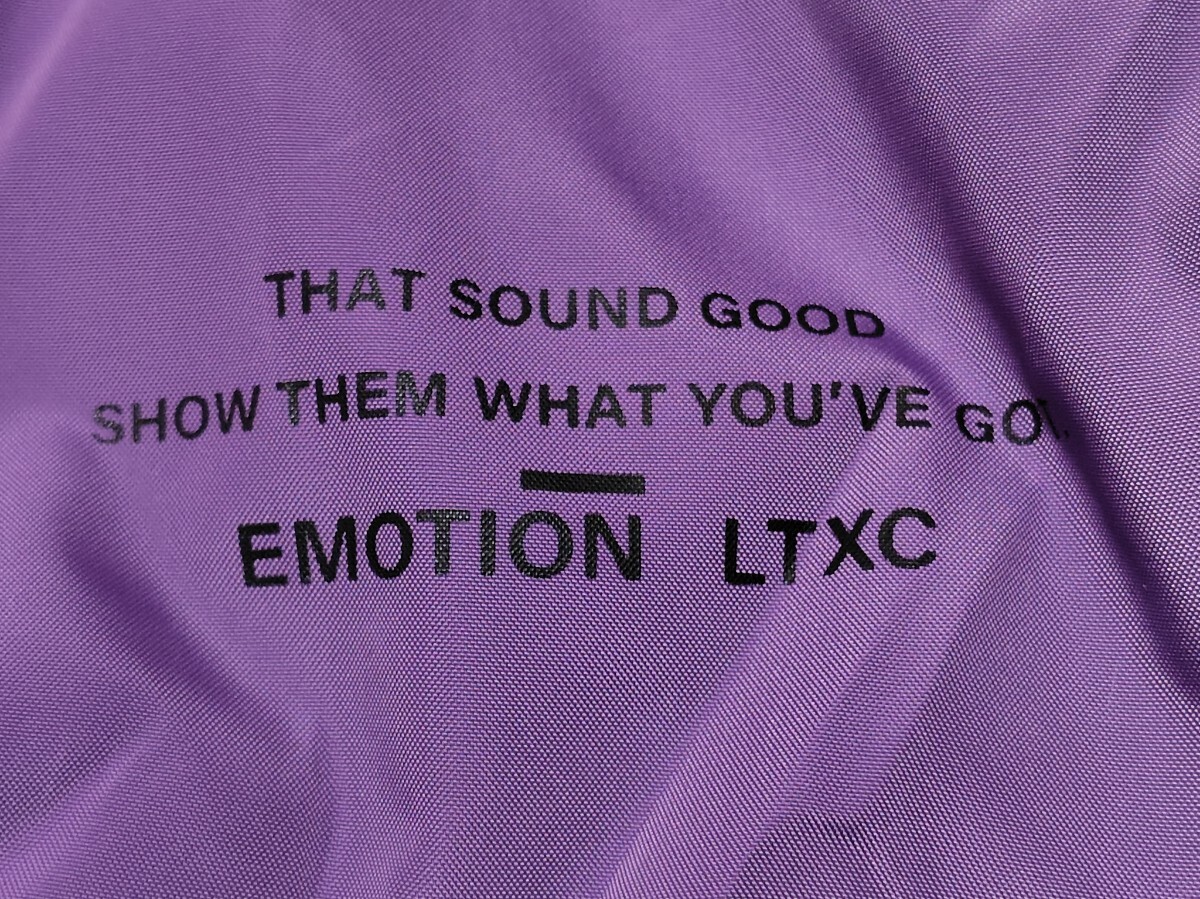 THAT SOUND GOOD
SHOW THEM WHAT YOU'VE GOT.
EMOTION LTXC